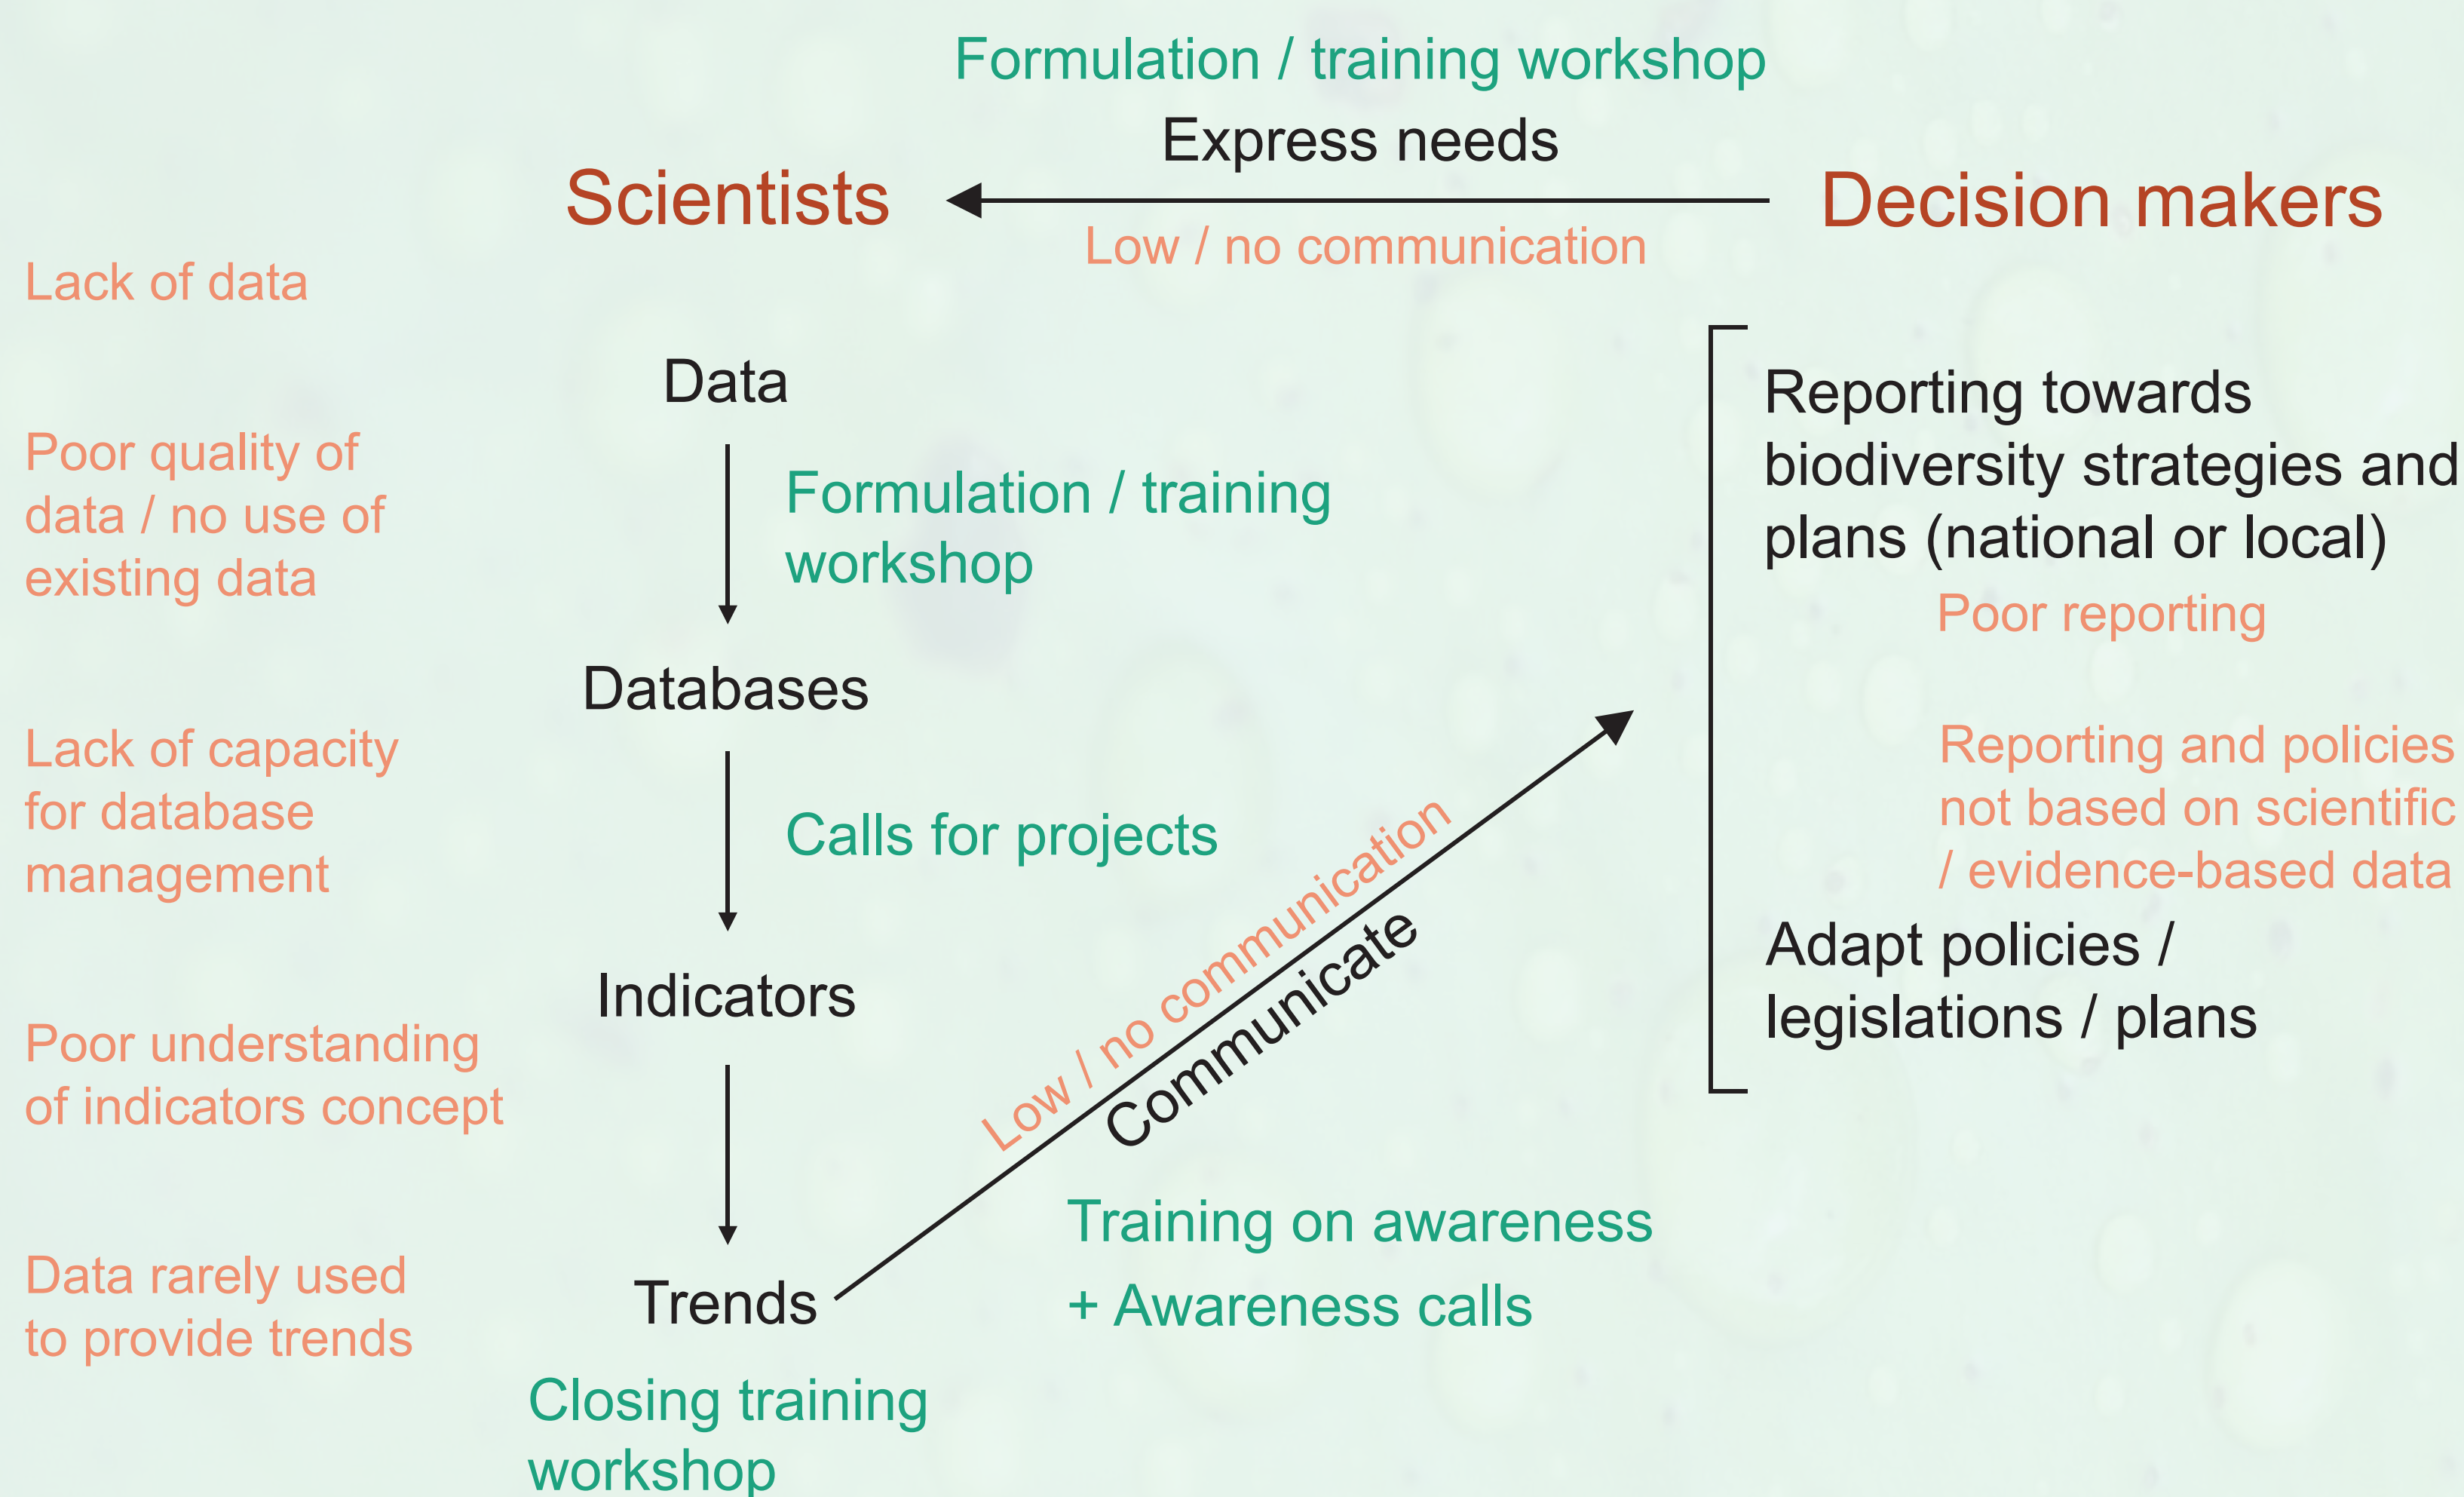 Formulation / training workshop
Express needs
Scientists
Decision makers
Low / no communication
Lack of data
Poor quality of
data / no use of
existing data
Lack of capacity
for database
management
Poor understanding
of indicators concept
Data rarely used
to provide trends
Data
Formulation / training
workshop
Databases
Calls for projects
Indicators
Trends
Closing training
workshop
Low / no communication
Communicate
Training on awareness
+ Awareness calls
Reporting towards
biodiversity strategies and
plans (national or local)
Poor reporting
Reporting and policies
not based on scientific
/ evidence-based data
Adapt policies /
legislations / plans